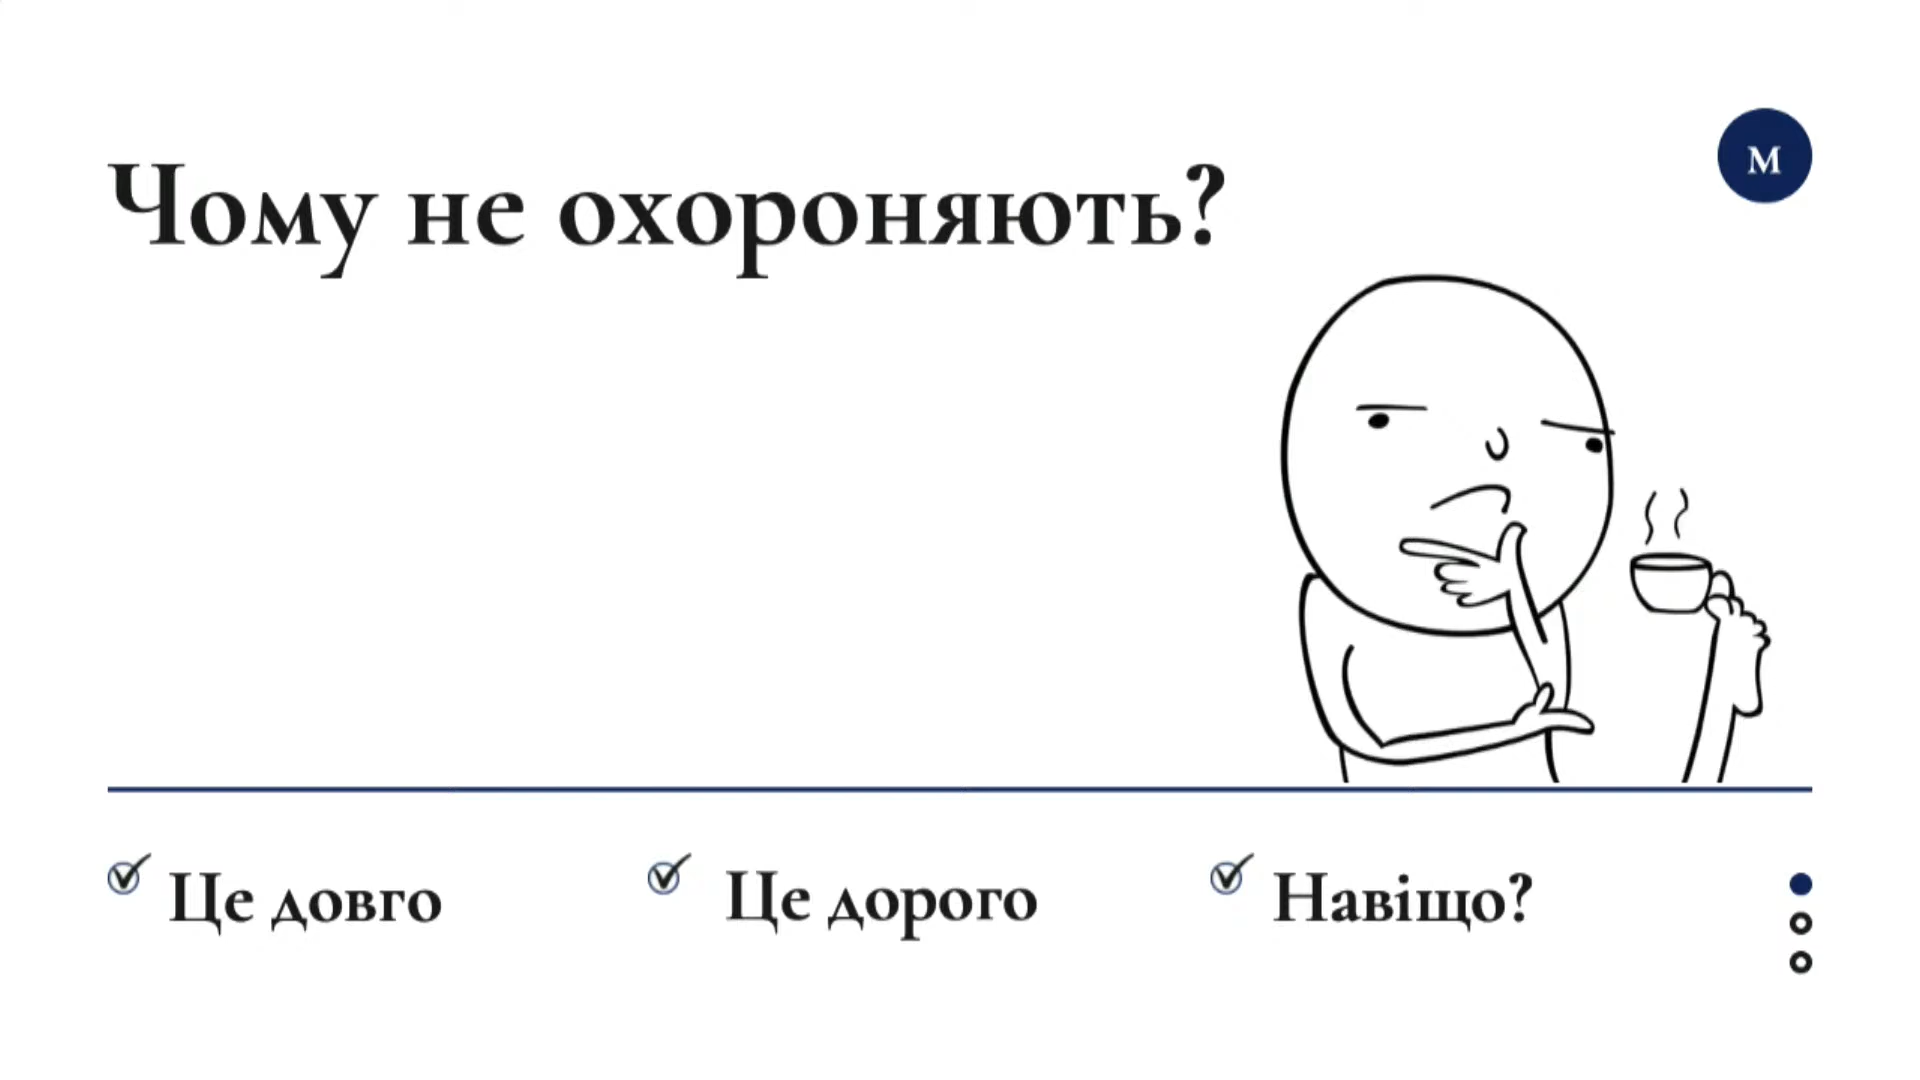 М
Чому не охороняють?
Це довго
Це дорого
Навіщо?